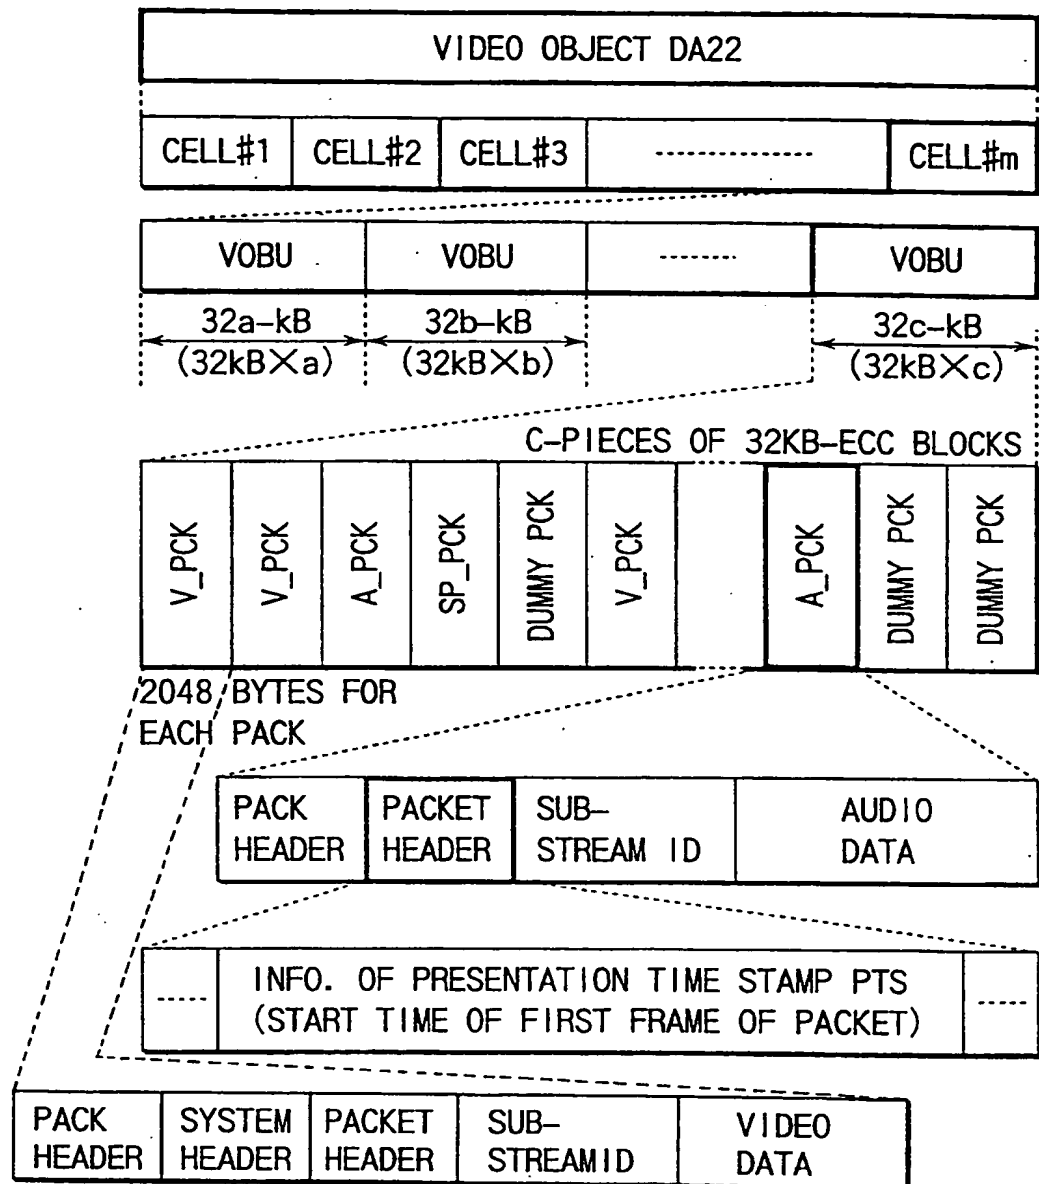 VIDEO OBJECT DA22
CELL#1 CELL#2 CELL#3 CELL#m
VOBU VOBU VOBU
32a-kB 32b-kB 32c-kB
(32kB×a) (32kB×b) (32kB×c)
C-PIECES OF 32KB-ECC BLOCKS
V_PCK V_PCK A_PCK SP_PCK DUMMY PCK V_PCK A_PCK DUMMY PCK DUMMY PCK
2048 BYTES FOR
EACH PACK
PACK PACKET SUB- AUDIO
HEADER HEADER STREAM ID DATA
INFO. OF PRESENTATION TIME STAMP PTS
(START TIME OF FIRST FRAME OF PACKET)
PACK SYSTEM PACKET SUB- VIDEO
HEADER HEADER HEADER STREAMID DATA